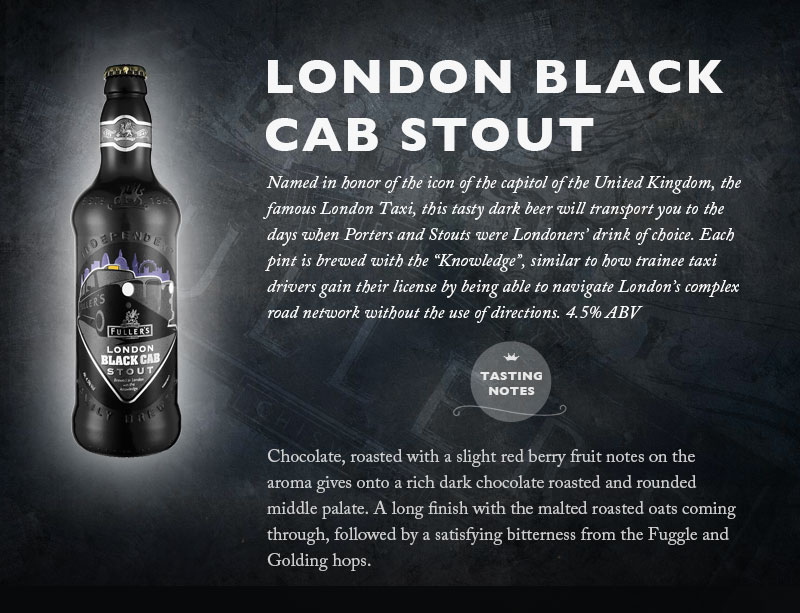 LONDON BLACK
CAB STOUT
Named in honor of the icon of the capitol of the United Kingdom, the
famous London Taxi, this tasty dark beer will transport you to the
days when Porters and Stouts were Londoners' drink of choice. Each
pint is brewed with the "Knowledge", similar to how trainee taxi
drivers gain their license by being able to navigate London's complex
road network without the use of directions. 4.5% ABV
TASTING
NOTES
Chocolate, roasted with a slight red berry fruit notes on the
aroma gives onto a rich dark chocolate roasted and rounded
middle palate. A long finish with the malted roasted oats coming
through, followed by a satisfying bitterness from the Fuggle and
Golding hops.
FULLER'S
LONDON
BLACK CAB
STOUT